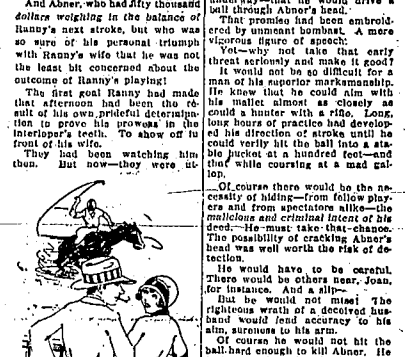 And Abner, who had fifty thousand
dollars weighing in the balance of
Ranny's next stroke, but who was
so sure of his personal triumph
with Ranny's wife that he was not
the least bit concerned about the
outcome of Ranny's playing!
The first goal Ranny had made
that afternoon had been the re-
sult of his own prideful determina-
tion to prove his prowess in the
interloper's teeth. To show off in
front of his wife.
They had been watching him
then. But now—they were ut-
that he would drive a
ball through Abner's head.
That promise had been embroid-
ered by unmeant bombast. A mere
vigorous figure of speech.
Yet—why not take that early
threat seriously and make it good?
It would not be so difficult for a
man of his superior marksmanship.
He knew that he could aim with
his mallet almost as closely as
could a hunter with a rifle. Long,
long hours of practice had develop-
ed his direction of stroke until he
could verily hit the ball into a sta-
ble bucket at a hundred feet—and
that while coursing at a mad gal-
lop.
Of course there would be the ne-
cessity of hiding—from fellow play-
ers and from spectators alike—the
malicious and criminal intent of his
deed. He must take that chance.
The possibility of cracking Abner's
head was well worth the risk of de-
tection.
He would have to be careful.
There would be others near, Joan,
for instance. And a slip—
But he would not miss! The
righteous wrath of a deceived hus-
band would lend accuracy to his
aim, sureness to his arm.
Of course he would not hit the
ball hard enough to kill Abner. He